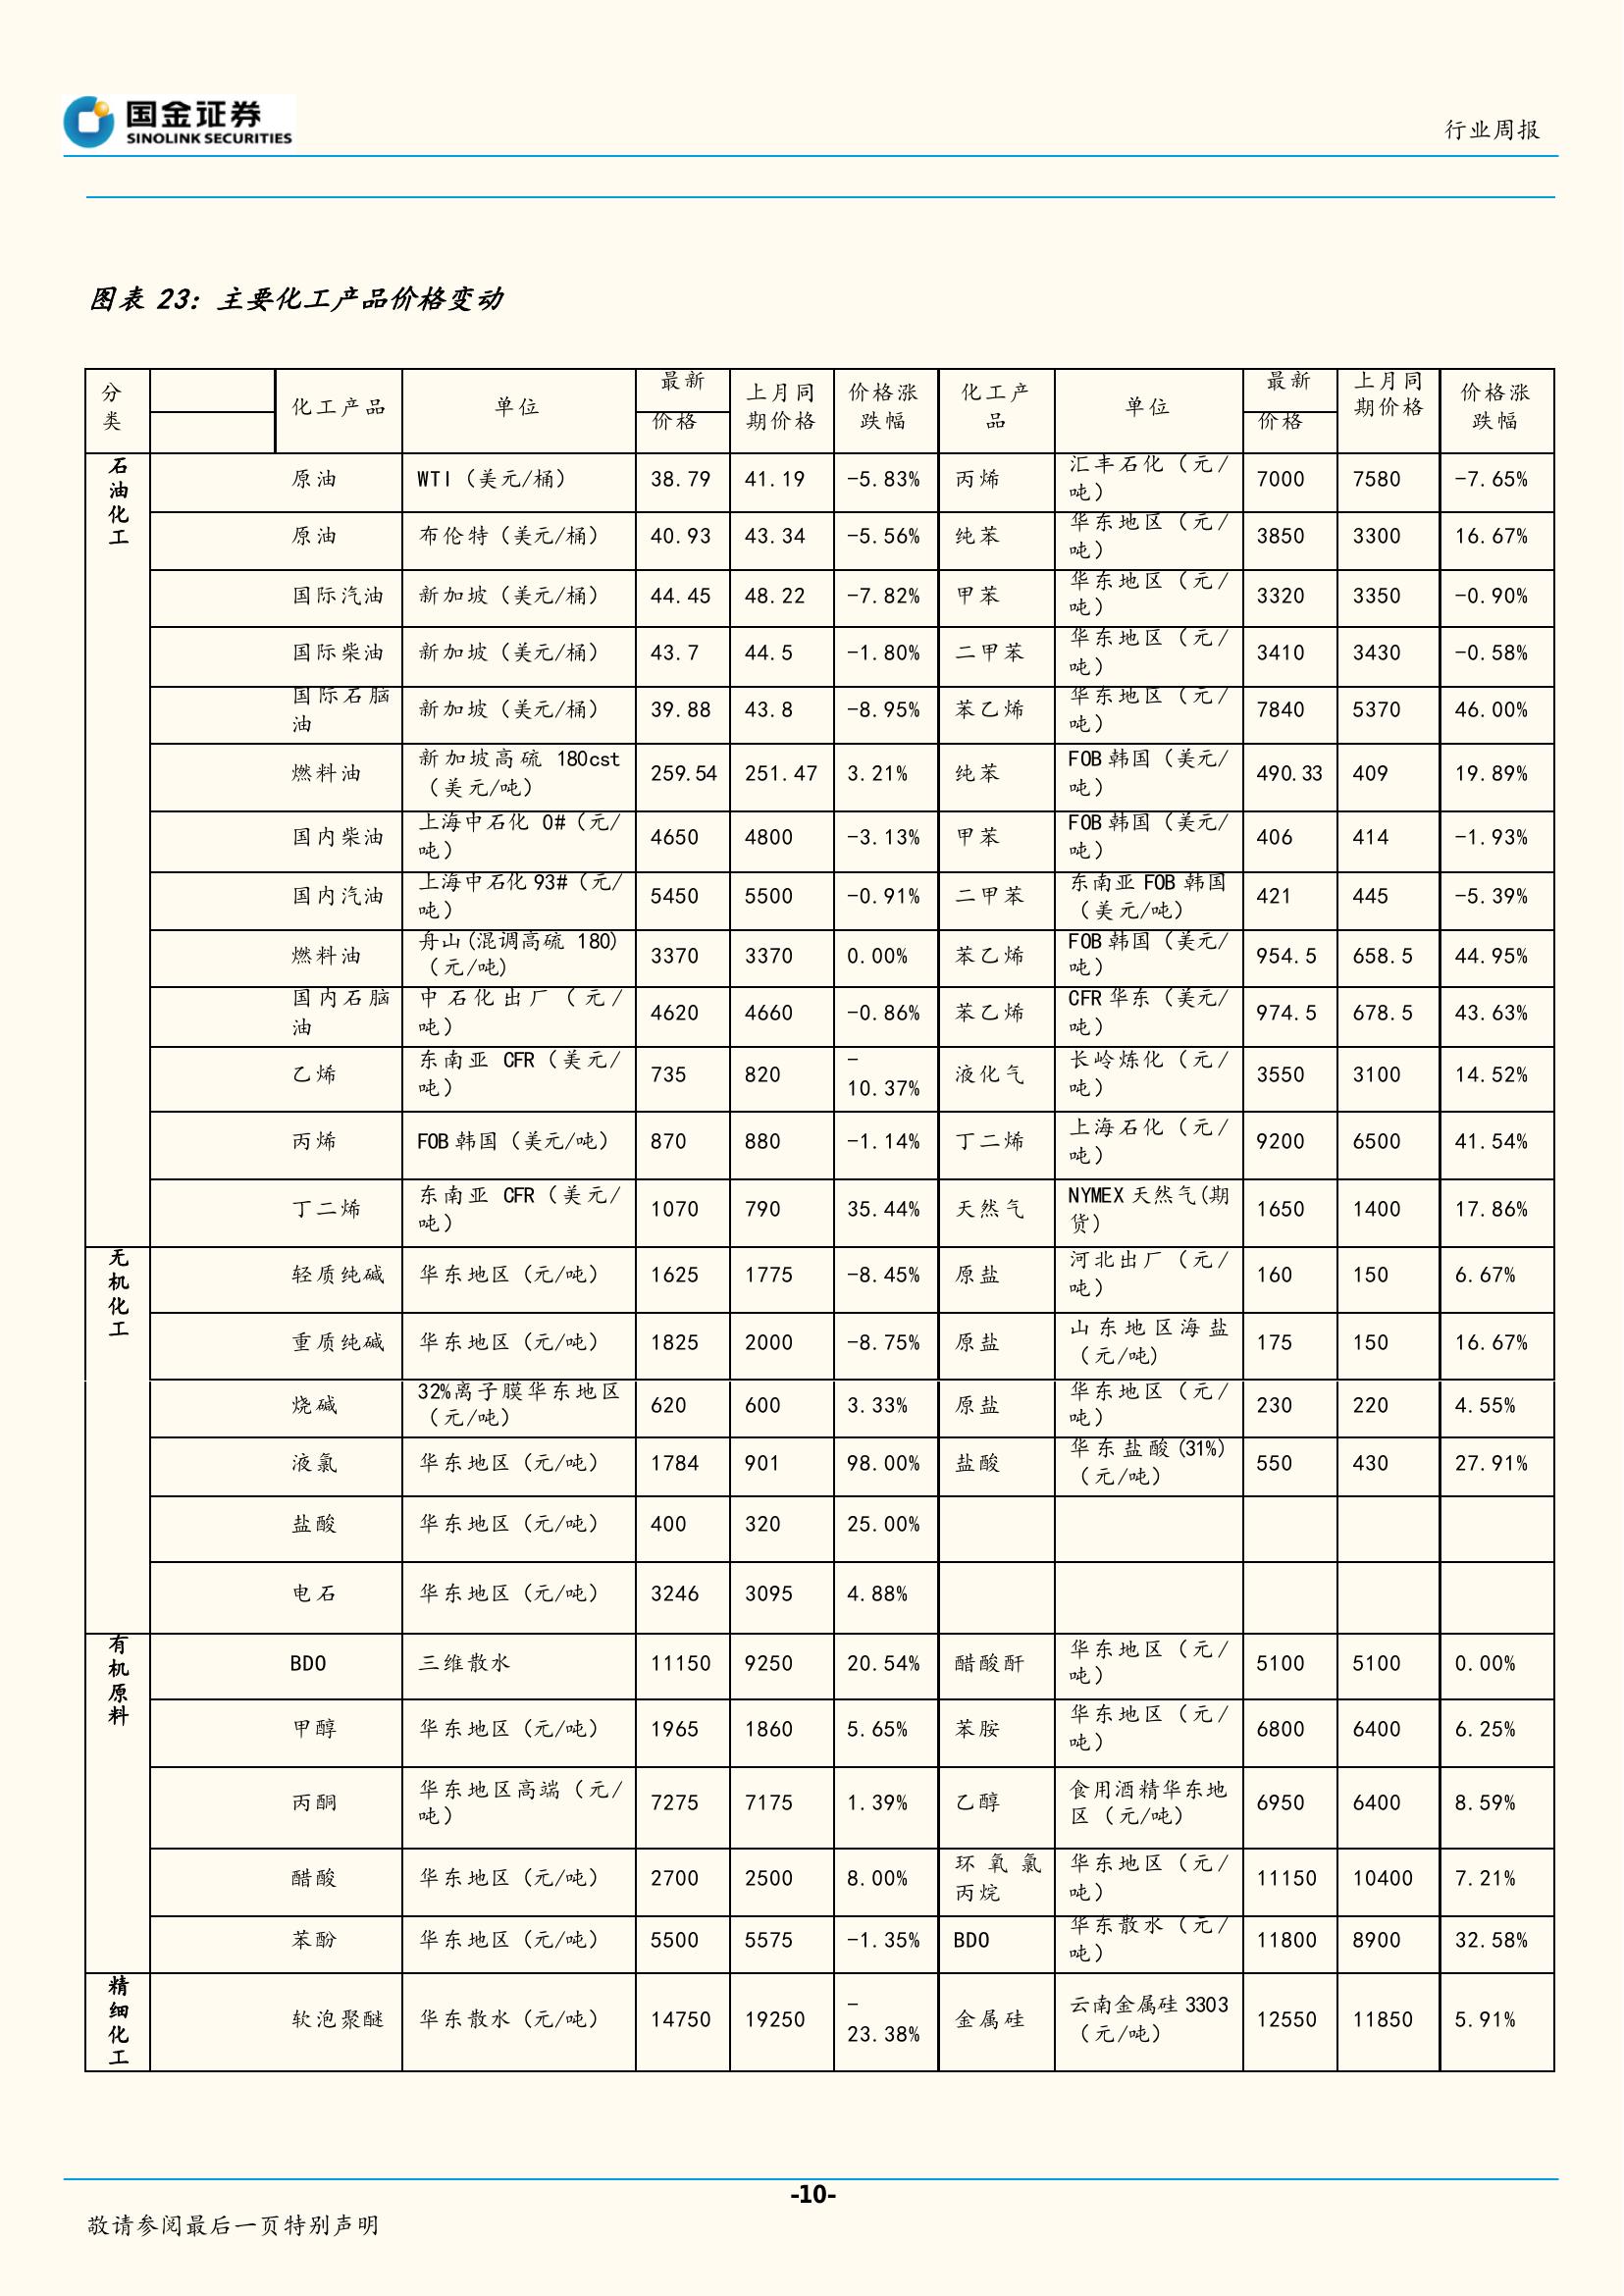 国金证券
SINOLINK SECURITIES
行业周报
图表 23：主要化工产品价格变动
分类 化工产品 单位 最新价格 上月同期价格 价格涨跌幅 化工产品 单位 最新价格 上月同期价格 价格涨跌幅
石油化工 原油 WTI（美元/桶） 38.79 41.19 -5.83% 丙烯 汇丰石化（元/吨） 7000 7580 -7.65%
原油 布伦特（美元/桶） 40.93 43.34 -5.56% 纯苯 华东地区（元/吨） 3850 3300 16.67%
国际汽油 新加坡（美元/桶） 44.45 48.22 -7.82% 甲苯 华东地区（元/吨） 3320 3350 -0.90%
国际柴油 新加坡（美元/桶） 43.7 44.5 -1.80% 二甲苯 华东地区（元/吨） 3410 3430 -0.58%
国际石脑油 新加坡（美元/桶） 39.88 43.8 -8.95% 苯乙烯 华东地区（元/吨） 7840 5370 46.00%
燃料油 新加坡高硫 180cst（美元/吨） 259.54 251.47 3.21% 纯苯 FOB韩国（美元/吨） 490.33 409 19.89%
国内柴油 上海中石化 0#（元/吨） 4650 4800 -3.13% 甲苯 FOB韩国（美元/吨） 406 414 -1.93%
国内汽油 上海中石化93#（元/吨） 5450 5500 -0.91% 二甲苯 东南亚FOB韩国（美元/吨） 421 445 -5.39%
燃料油 舟山(混调高硫 180)（元/吨） 3370 3370 0.00% 苯乙烯 FOB韩国（美元/吨） 954.5 658.5 44.95%
国内石脑油 中石化出厂（元/吨） 4620 4660 -0.86% 苯乙烯 CFR华东（美元/吨） 974.5 678.5 43.63%
乙烯 东南亚 CFR（美元/吨） 735 820 -10.37% 液化气 长岭炼化（元/吨） 3550 3100 14.52%
丙烯 FOB韩国（美元/吨） 870 880 -1.14% 丁二烯 上海石化（元/吨） 9200 6500 41.54%
丁二烯 东南亚 CFR（美元/吨） 1070 790 35.44% 天然气 NYMEX天然气(期货) 1650 1400 17.86%
无机化工 轻质纯碱 华东地区（元/吨） 1625 1775 -8.45% 原盐 河北出厂（元/吨） 160 150 6.67%
重质纯碱 华东地区（元/吨） 1825 2000 -8.75% 原盐 山东地区海盐（元/吨） 175 150 16.67%
烧碱 32%离子膜华东地区（元/吨） 620 600 3.33% 原盐 华东地区（元/吨） 230 220 4.55%
液氯 华东地区（元/吨） 1784 901 98.00% 盐酸 华东盐酸(31%)（元/吨） 550 430 27.91%
盐酸 华东地区（元/吨） 400 320 25.00%
电石 华东地区（元/吨） 3246 3095 4.88%
有机原料 BDO 三维散水 11150 9250 20.54% 醋酸酐 华东地区（元/吨） 5100 5100 0.00%
甲醇 华东地区（元/吨） 1965 1860 5.65% 苯胺 华东地区（元/吨） 6800 6400 6.25%
丙酮 华东地区高端（元/吨） 7275 7175 1.39% 乙醇 食用酒精华东地区（元/吨） 6950 6400 8.59%
醋酸 华东地区（元/吨） 2700 2500 8.00% 环氧氯丙烷 华东地区（元/吨） 11150 10400 7.21%
苯酚 华东地区（元/吨） 5500 5575 -1.35% BDO 华东散水（元/吨） 11800 8900 32.58%
精细化工 软泡聚醚 华东散水（元/吨） 14750 19250 -23.38% 金属硅 云南金属硅3303（元/吨） 12550 11850 5.91%
-10-
敬请参阅最后一页特别声明